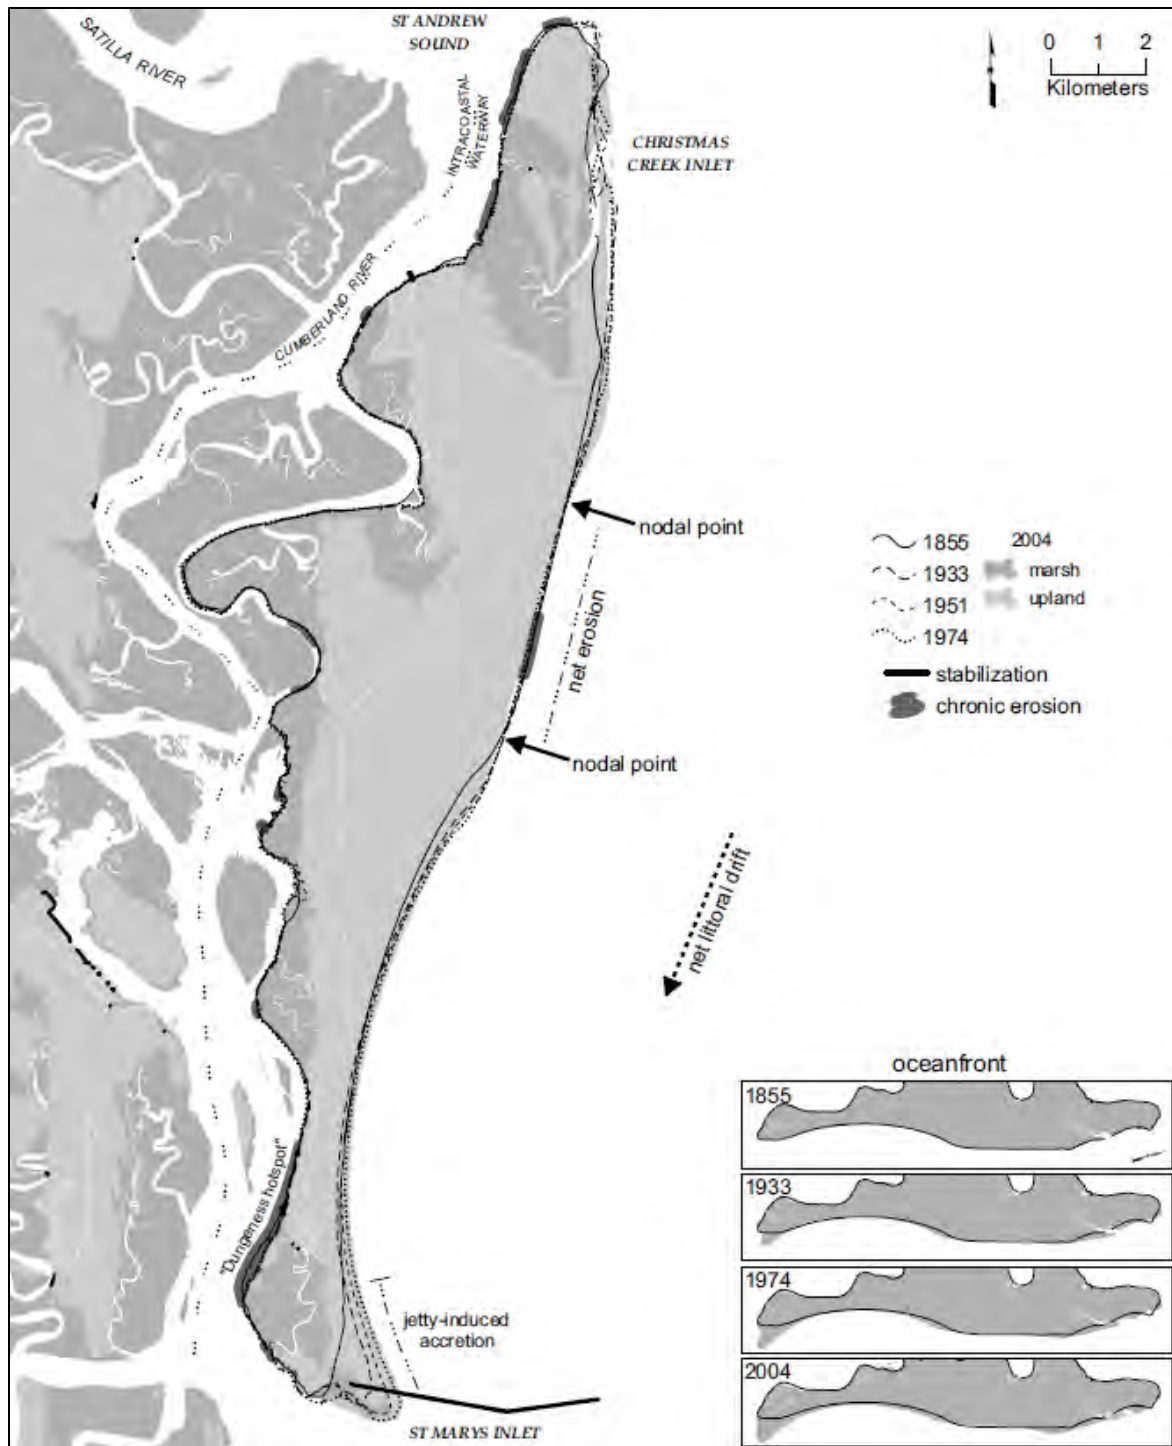 ST ANDREW
SOUND
SATILLA RIVER
INTRACOASTAL
WATERWAY
0 1 2
Kilometers
CHRISTMAS
CREEK INLET
CUMBERLAND RIVER
nodal point
1855
1933
1951
1974
2004
marsh
upland
stabilization
chronic erosion
net erosion
nodal point
net littoral drift
"Dungeness hotspot"
jetty-induced
accretion
ST MARYS INLET
oceanfront
1855
1933
1974
2004